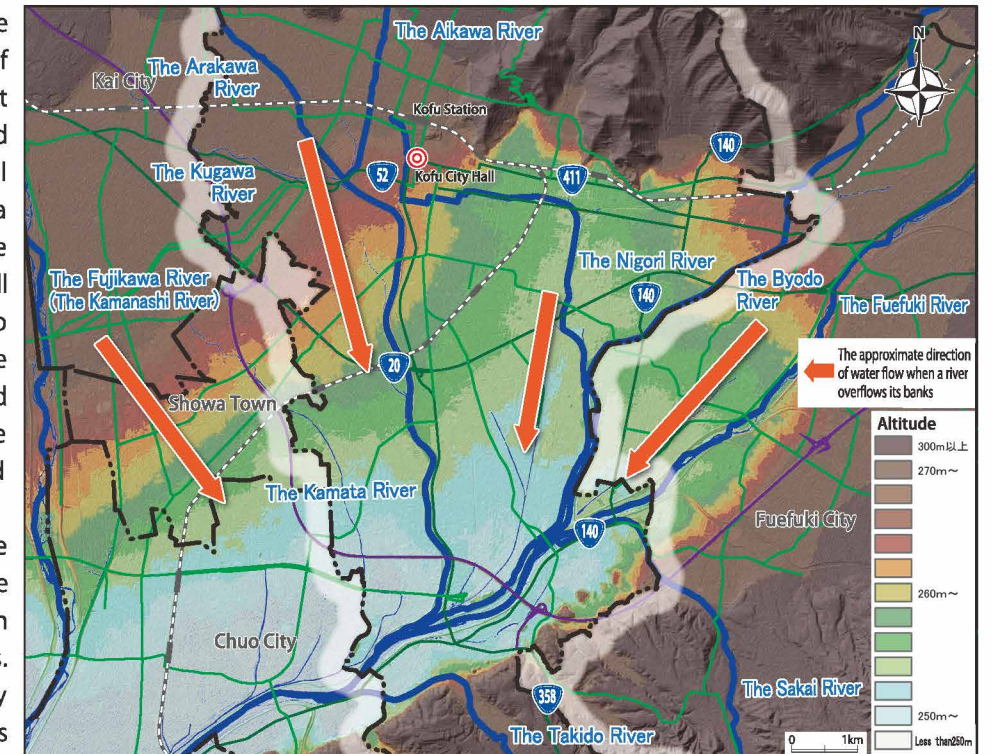 The Aikawa River
N
Kai City
The Arakawa
River
Kofu Station
140
The Kugawa
River
52
Kofu City Hall
411
The Nigori River
The Fujikawa River
(The Kamanashi River)
140
The Byodo
River
The Fuefuki River
20
Showa Town
The approximate direction
of water flow when a river
overflows its banks
Altitude
300m以上
270m～
260m～
250m～
Less than250m
The Kamata River
Fuefuki City
140
Chuo City
The Sakai River
358
The Takido River
0 1km